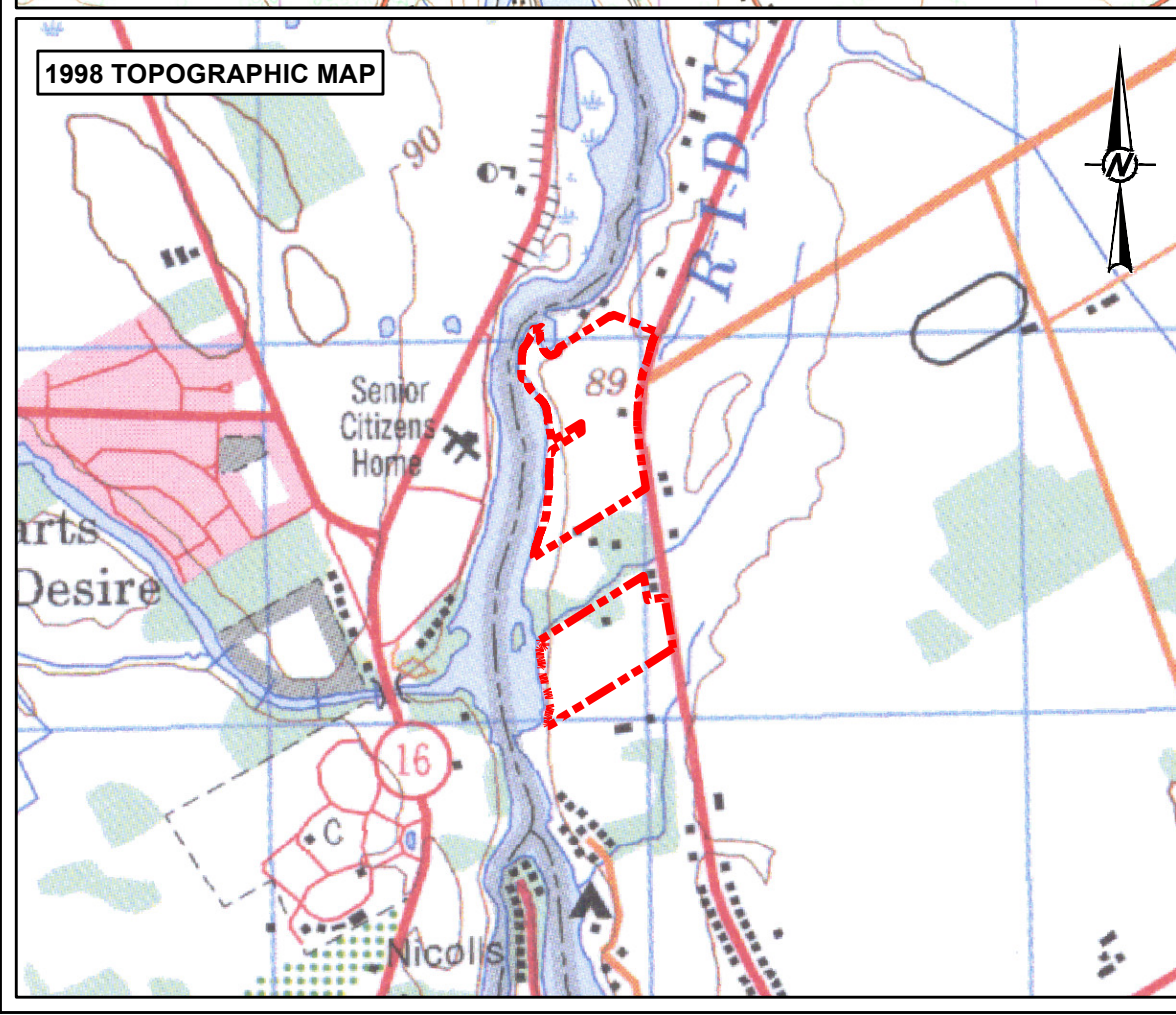 1998 TOPOGRAPHIC MAP
N
90
R-I-D-E-A
89
Senior
Citizens
Home
arts
Desire
16
C
Nicolls